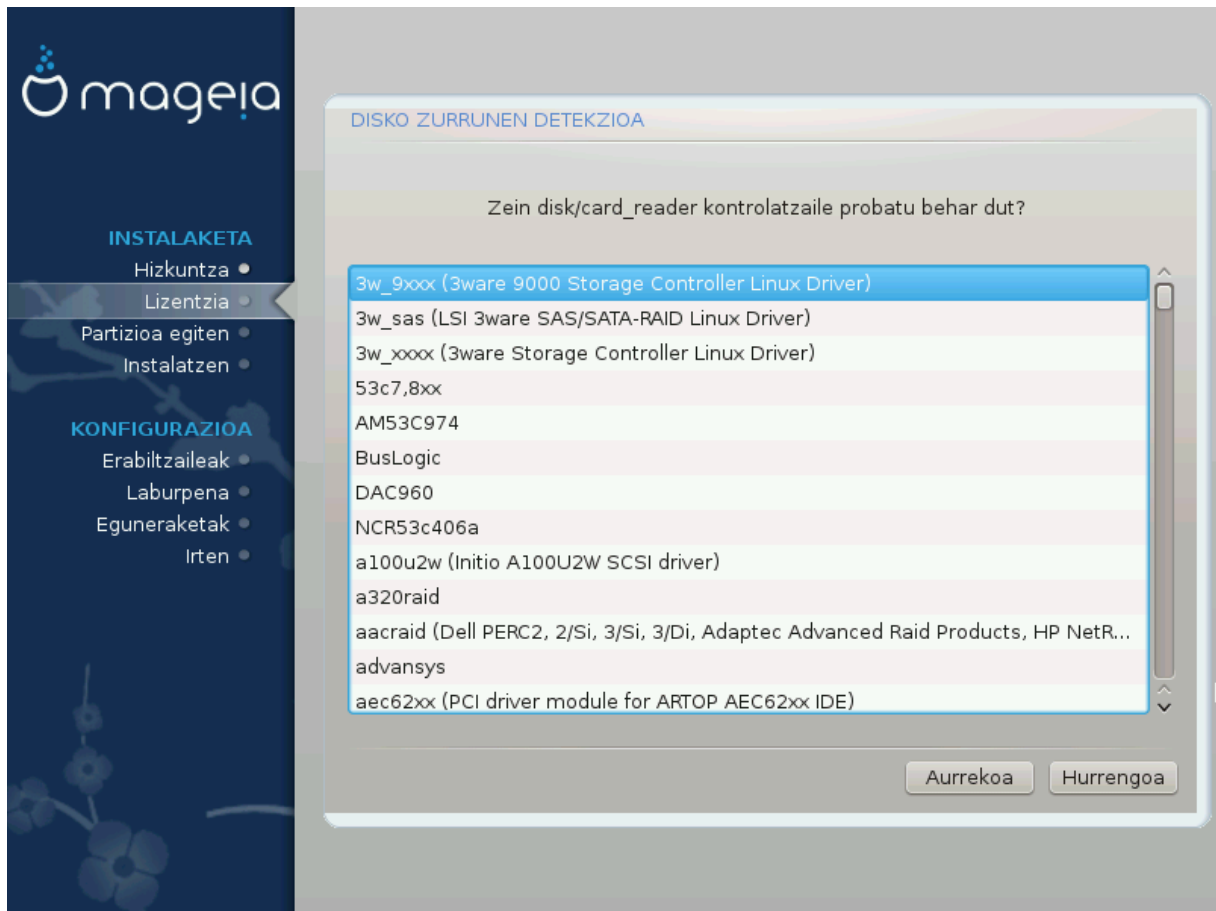 mageia
INSTALAKETA
Hizkuntza
Lizentzia
Partizioa egiten
Instalatzen
KONFIGURAZIOA
Erabiltzaileak
Laburpena
Eguneraketak
Irten
DISKO ZURRUNEN DETEKZIOA
Zein disk/card_reader kontrolatzaile probatu behar dut?
3w_9xxx (3ware 9000 Storage Controller Linux Driver)
3w_sas (LSI 3ware SAS/SATA-RAID Linux Driver)
3w_xxxx (3ware Storage Controller Linux Driver)
53c7,8xx
AM53C974
BusLogic
DAC960
NCR53c406a
a100u2w (Initio A100U2W SCSI driver)
a320raid
aacraid (Dell PERC2, 2/Si, 3/Si, 3/Di, Adaptec Advanced Raid Products, HP NetR...
advansys
aec62xx (PCI driver module for ARTOP AEC62xx IDE)
Aurrekoa
Hurrengoa